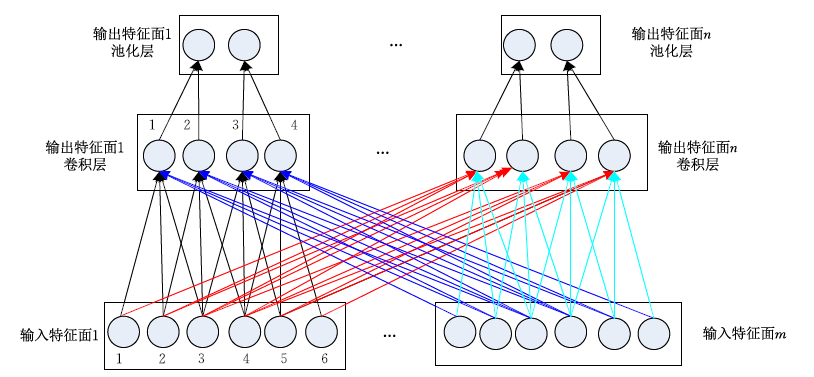 输出特征面1
池化层
...
输出特征面n
池化层
1 2 3 4
输出特征面1
卷积层
...
输出特征面n
卷积层
输入特征面1
...
输入特征面m
1 2 3 4 5 6